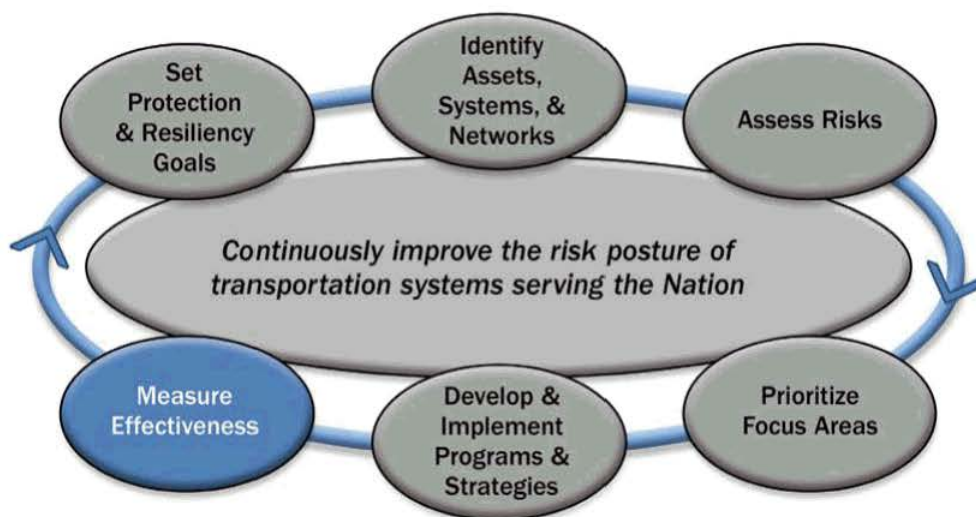 Set
Protection
& Resiliency
Goals
Identify
Assets,
Systems, &
Networks
Assess Risks
Continuously improve the risk posture of
transportation systems serving the Nation
Measure
Effectiveness
Develop &
Implement
Programs &
Strategies
Prioritize
Focus Areas